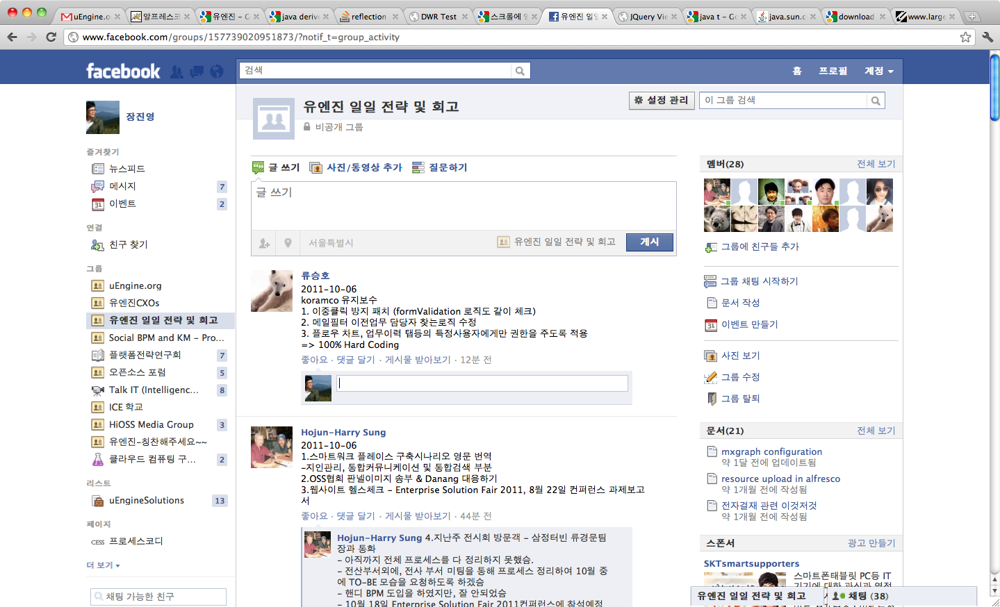 uEngine.o
알프레스코
유엔진 - G
java derive
reflection
DWR Test
스크롤에 맞
유엔진 일일
JQuery Vie
java t - Go
java.sun.c
download
www.large
www.facebook.com/groups/157739020951873/?notif_t=group_activity
facebook
검색
홈
프로필
계정
장진영
즐겨찾기
뉴스피드
메시지
7
이벤트
2
연결
친구 찾기
그룹
uEngine.org
유엔진CXOs
유엔진 일일 전략 및 회고
Social BPM and KM - Pro...
플랫폼전략연구회
7
오픈소스 포럼
5
Talk IT (Intelligenc...
8
ICE 학교
HiOSS Media Group
3
유엔진-칭찬해주세요~~
클라우드 컴퓨팅 구...
2
리스트
uEngineSolutions
13
페이지
CESS 프로세스코디
더 보기
채팅 가능한 친구
유엔진 일일 전략 및 회고
비공개 그룹
설정 관리
이 그룹 검색
글 쓰기
사진/동영상 추가
질문하기
글 쓰기
서울특별시
유엔진 일일 전략 및 회고
게시
류승호
2011-10-06
koramco 유지보수
1. 이중클릭 방지 패치 (formValidation 로직도 같이 체크)
2. 메일필터 이전업무 담당자 찾는로직 수정
3. 플로우 차트, 업무이력 탭등의 특정사용자에게만 권한을 주도록 적용
=> 100% Hard Coding
좋아요 · 댓글 달기 · 게시물 받아보기 · 12분 전
Hojun-Harry Sung
2011-10-06
1.스마트워크 플레이스 구축시나리오 영문 번역
-지인관리, 통합커뮤니케이션 및 통합검색 부분
2.OSS협회 판넬이미지 송부 & Danang 대응하기
3.웹사이트 헬스체크 - Enterprise Solution Fair 2011, 8월 22일 컨퍼런스 과제보고
서
좋아요 · 댓글 달기 · 게시물 받아보기 · 44분 전
Hojun-Harry Sung 4.지난주 전시회 방문객 - 삼정터빈 류경문팀
장과 통화
- 아직까지 전체 프로세스를 다 정리하지 못했슴.
- 전산부서외에, 전사 부서 미팅을 통해 프로세스 정리하여 10월 중
에 TO-BE 모습을 요청하도록 하겠슴
- 핸디 BPM 도입을 하였지만, 잘 안되었슴
- 10월 18일 Enterprise Solution Fair 2011컨퍼런스에 참석예정
멤버(28)
전체 보기
그룹에 친구들 추가
그룹 채팅 시작하기
문서 작성
이벤트 만들기
사진 보기
그룹 수정
그룹 탈퇴
문서(21)
전체 보기
mxgraph configuration
약 1달 전에 업데이트됨
resource upload in alfresco
약 1개월 전에 작성됨
전자결재 관련 이것저것
약 1개월 전에 작성됨
스폰서
광고 만들기
SKTsmartsupporters
스마트폰태블릿 PC등 IT
기기에 대한 관심과 열정
유엔진 일일 전략 및 회고
채팅 (38)